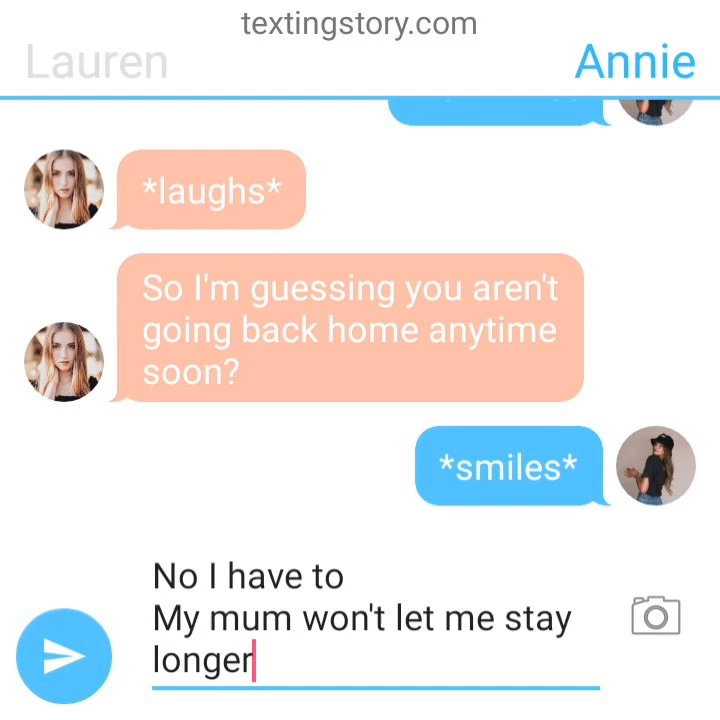 textingstory.com
Lauren
Annie
*laughs*
So I'm guessing you aren't
going back home anytime
soon?
*smiles*
No I have to
My mum won't let me stay
longer